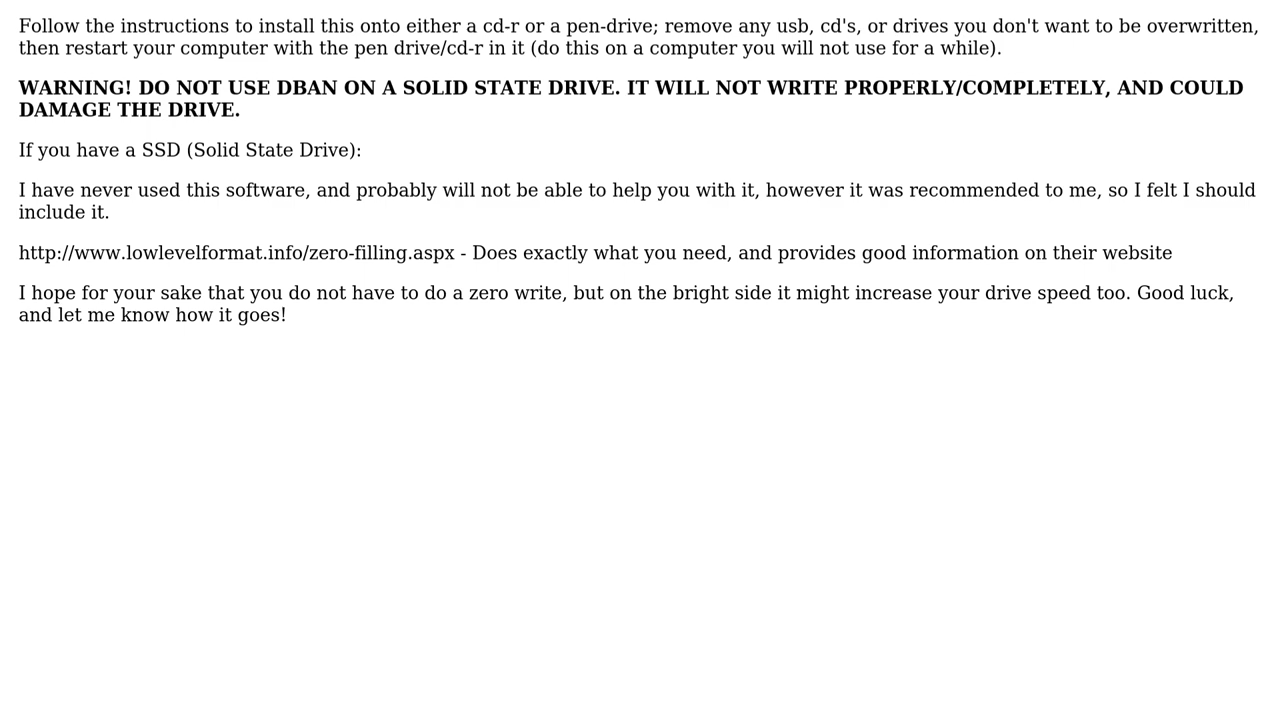 Follow the instructions to install this onto either a cd-r or a pen-drive; remove any usb, cd's, or drives you don't want to be overwritten,
then restart your computer with the pen drive/cd-r in it (do this on a computer you will not use for a while).
WARNING! DO NOT USE DBAN ON A SOLID STATE DRIVE. IT WILL NOT WRITE PROPERLY/COMPLETELY, AND COULD
DAMAGE THE DRIVE.
If you have a SSD (Solid State Drive):
I have never used this software, and probably will not be able to help you with it, however it was recommended to me, so I felt I should
include it.
http://www.lowlevelformat.info/zero-filling.aspx - Does exactly what you need, and provides good information on their website
I hope for your sake that you do not have to do a zero write, but on the bright side it might increase your drive speed too. Good luck,
and let me know how it goes!